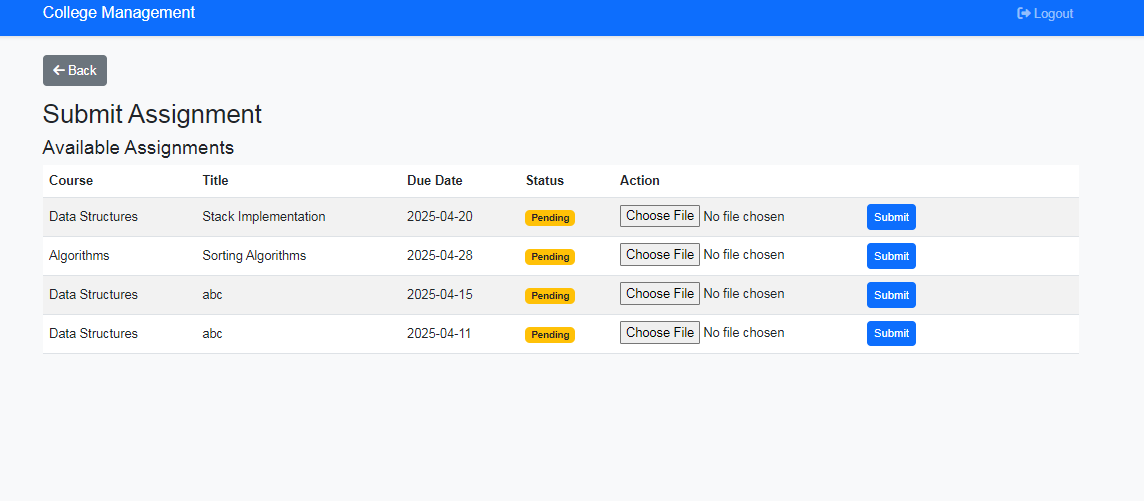 College Management Logout
Back
Submit Assignment
Available Assignments
Course Title Due Date Status Action
Data Structures Stack Implementation 2025-04-20 Pending Choose File No file chosen Submit
Algorithms Sorting Algorithms 2025-04-28 Pending Choose File No file chosen Submit
Data Structures abc 2025-04-15 Pending Choose File No file chosen Submit
Data Structures abc 2025-04-11 Pending Choose File No file chosen Submit